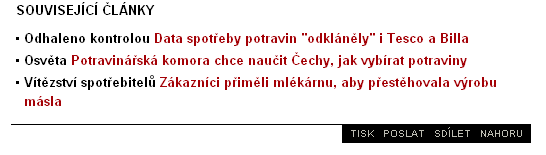 SOUVISEJÍCÍ ČLÁNKY
• Odhaleno kontrolou Data spotřeby potravin "odkláněly" i Tesco a Billa
• Osvěta Potravinářská komora chce naučit Čechy, jak vybírat potraviny
• Vítězství spotřebitelů Zákazníci přiměli mlékárnu, aby přestěhovala výrobu
másla
TISK POSLAT SDÍLET NAHORU